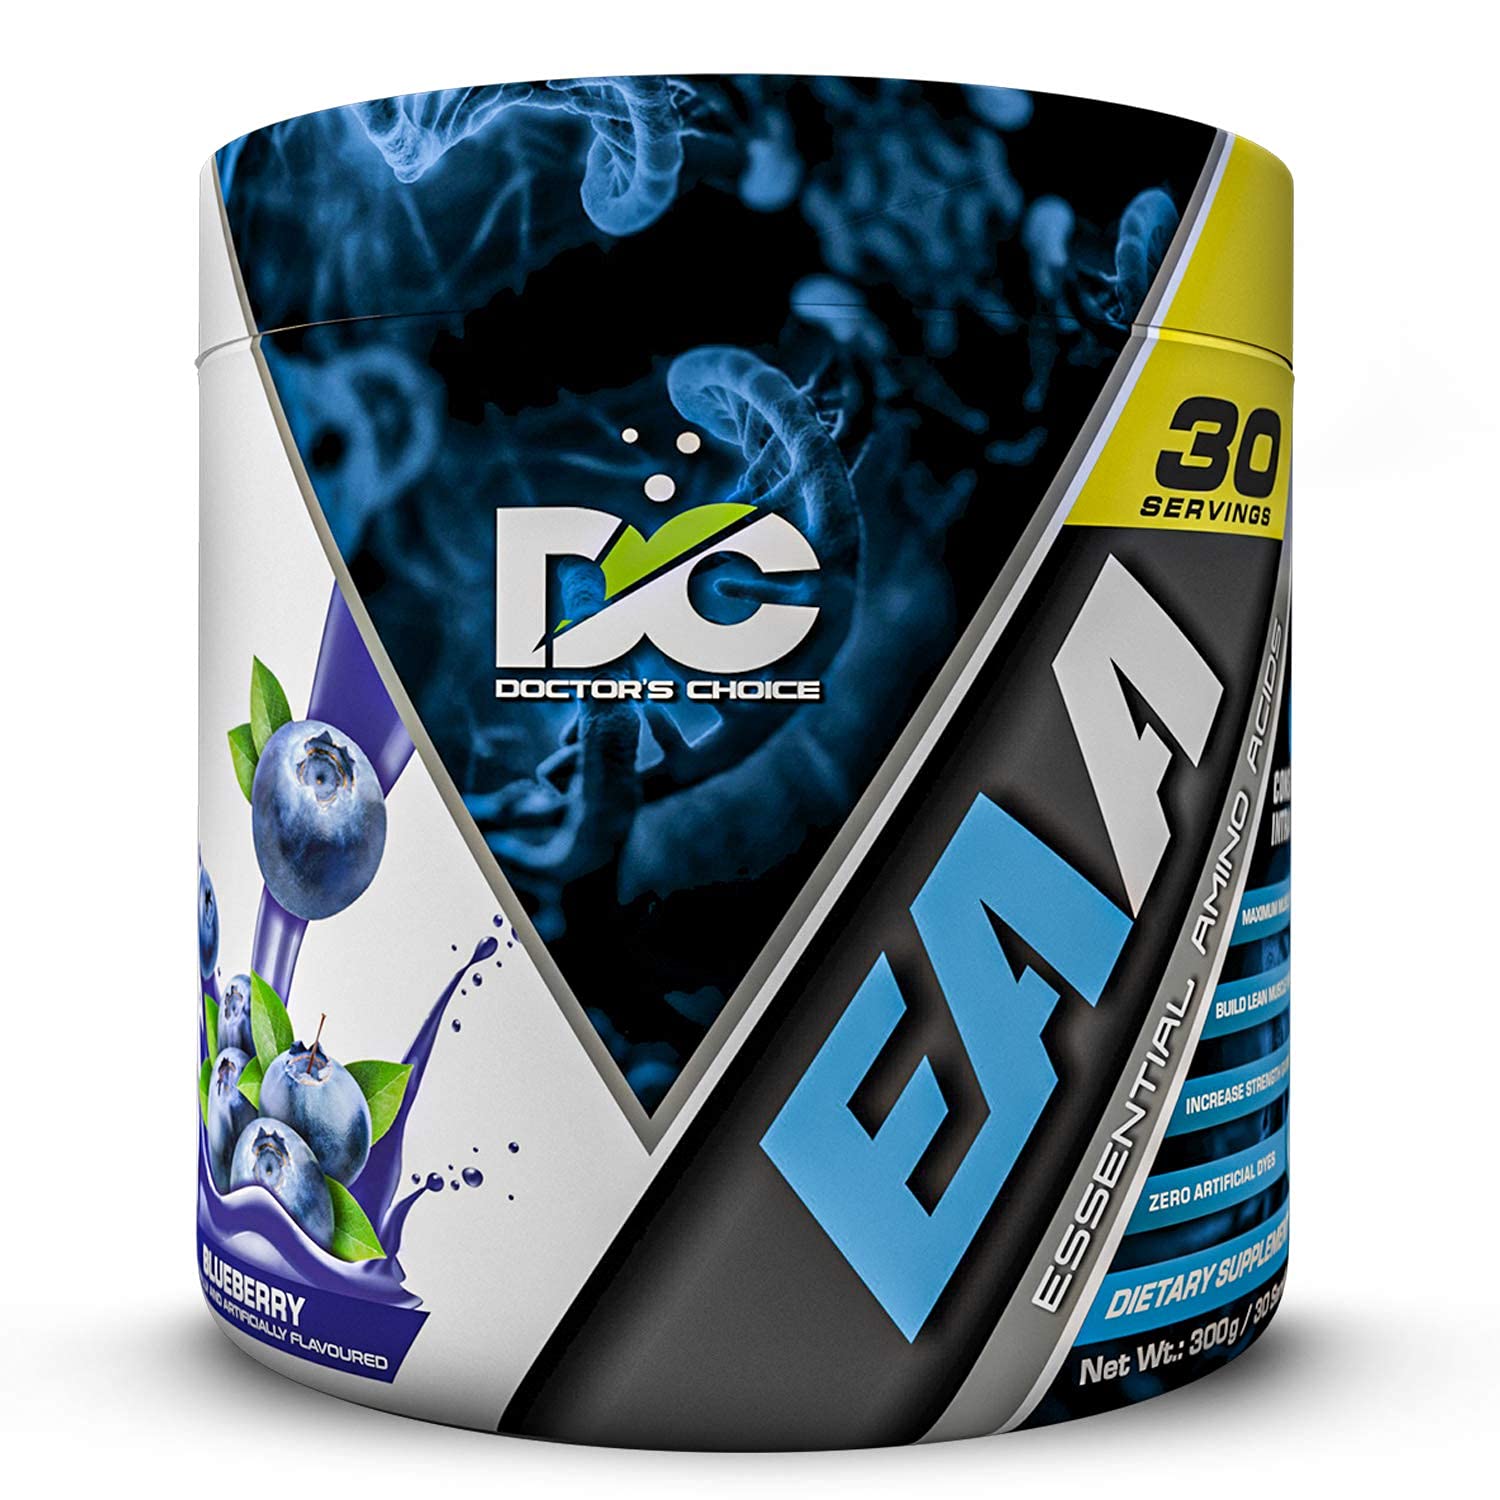 DC
DOCTOR'S CHOICE
30
SERVINGS
EAA
ESSENTIAL AMINO ACIDS
MAXIMUM
BUILD LEAN
INCREASE STRENGTH
ZERO ARTIFICIAL DYES
DIETARY SUPPLEMENT
Net Wt.: 300g / 30
BLUEBERRY
AND ARTIFICIALLY FLAVOURED